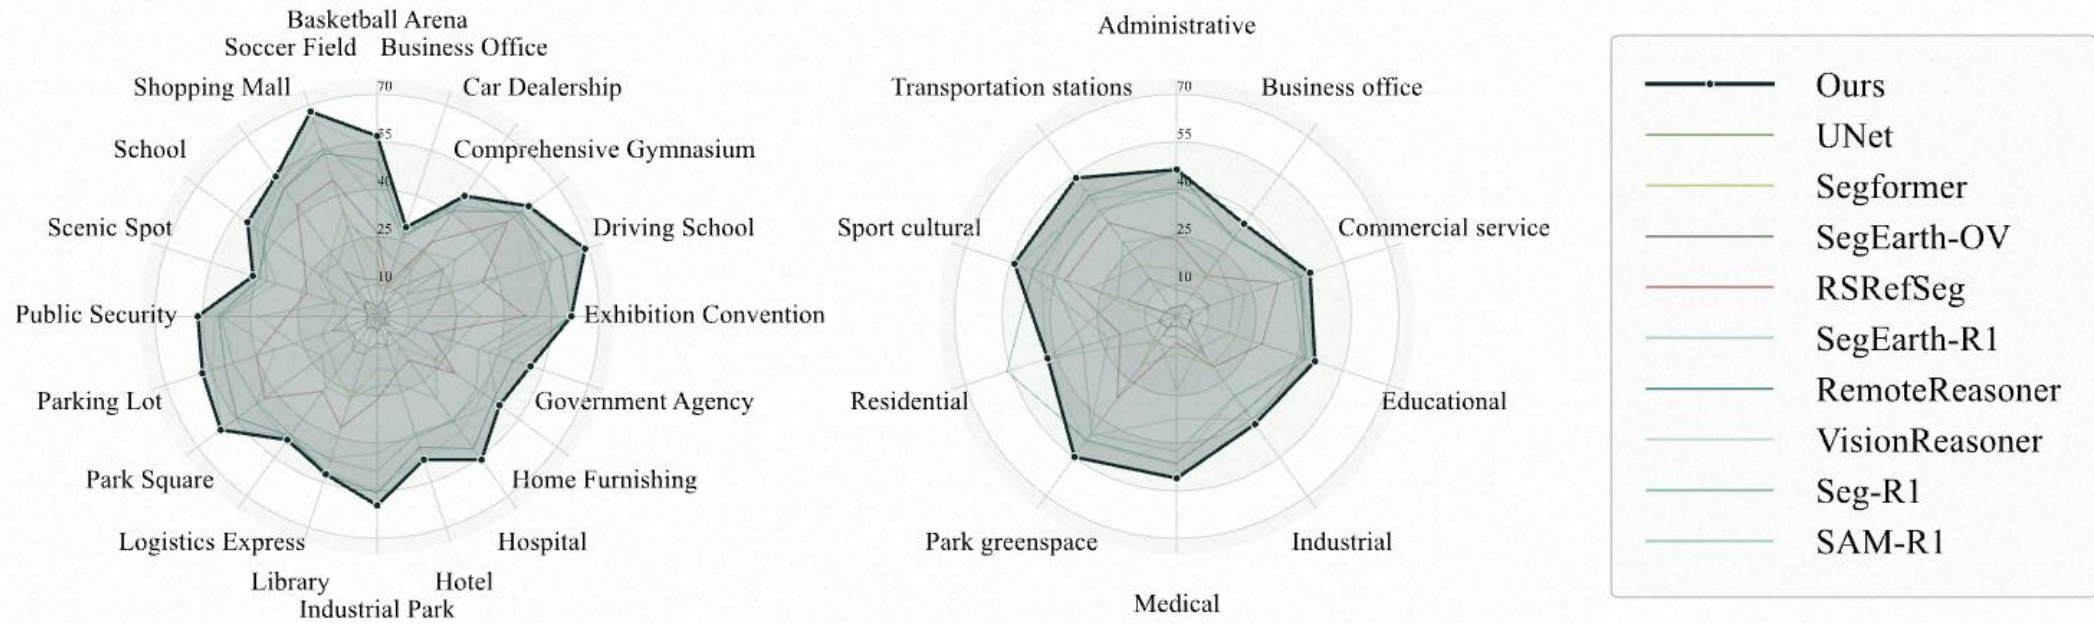 Basketball Arena
Soccer Field
Business Office
Shopping Mall
70
Car Dealership
School
55
Comprehensive Gymnasium
40
Scenic Spot
25
Driving School
10
Public Security
Exhibition Convention
Parking Lot
Government Agency
Park Square
Home Furnishing
Logistics Express
Hospital
Library
Hotel
Industrial Park
Administrative
Transportation stations
70
Business office
55
40
Sport cultural
25
Commercial service
10
Residential
Educational
Park greenspace
Industrial
Medical
Ours
UNet
Segformer
SegEarth-OV
RSRefSeg
SegEarth-R1
RemoteReasoner
VisionReasoner
Seg-R1
SAM-R1